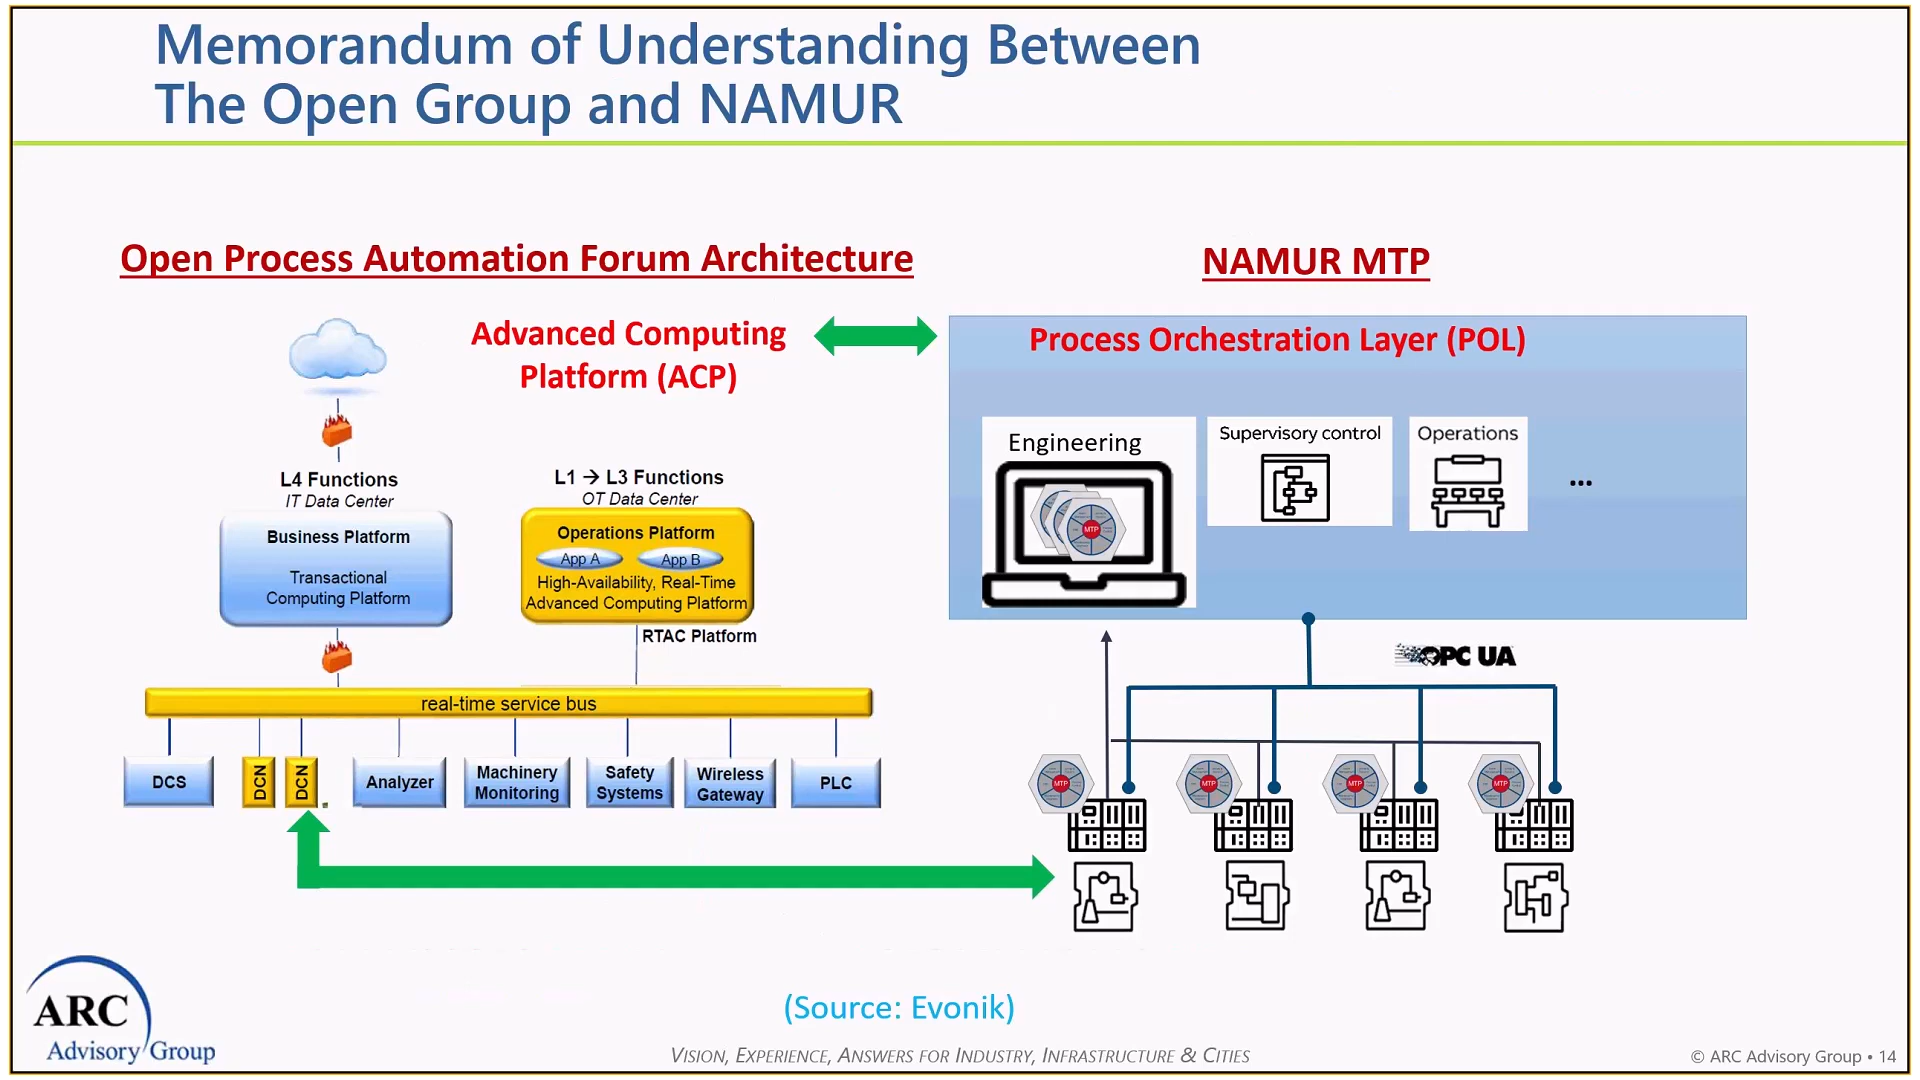 Memorandum of Understanding Between
The Open Group and NAMUR
Open Process Automation Forum Architecture
NAMUR MTP
Advanced Computing
Platform (ACP)
Process Orchestration Layer (POL)
Engineering
Supervisory control
Operations
...
MTP
L4 Functions
IT Data Center
Business Platform
Transactional
Computing Platform
L1 → L3 Functions
OT Data Center
Operations Platform
App A
App B
High-Availability, Real-Time
Advanced Computing Platform
RTAC Platform
OPC UA
real-time service bus
DCS
DCN
DCN
Analyzer
Machinery
Monitoring
Safety
Systems
Wireless
Gateway
PLC
MTP
MTP
MTP
MTP
(Source: Evonik)
ARC
Advisory Group
VISION, EXPERIENCE, ANSWERS FOR INDUSTRY, INFRASTRUCTURE & CITIES
© ARC Advisory Group • 14